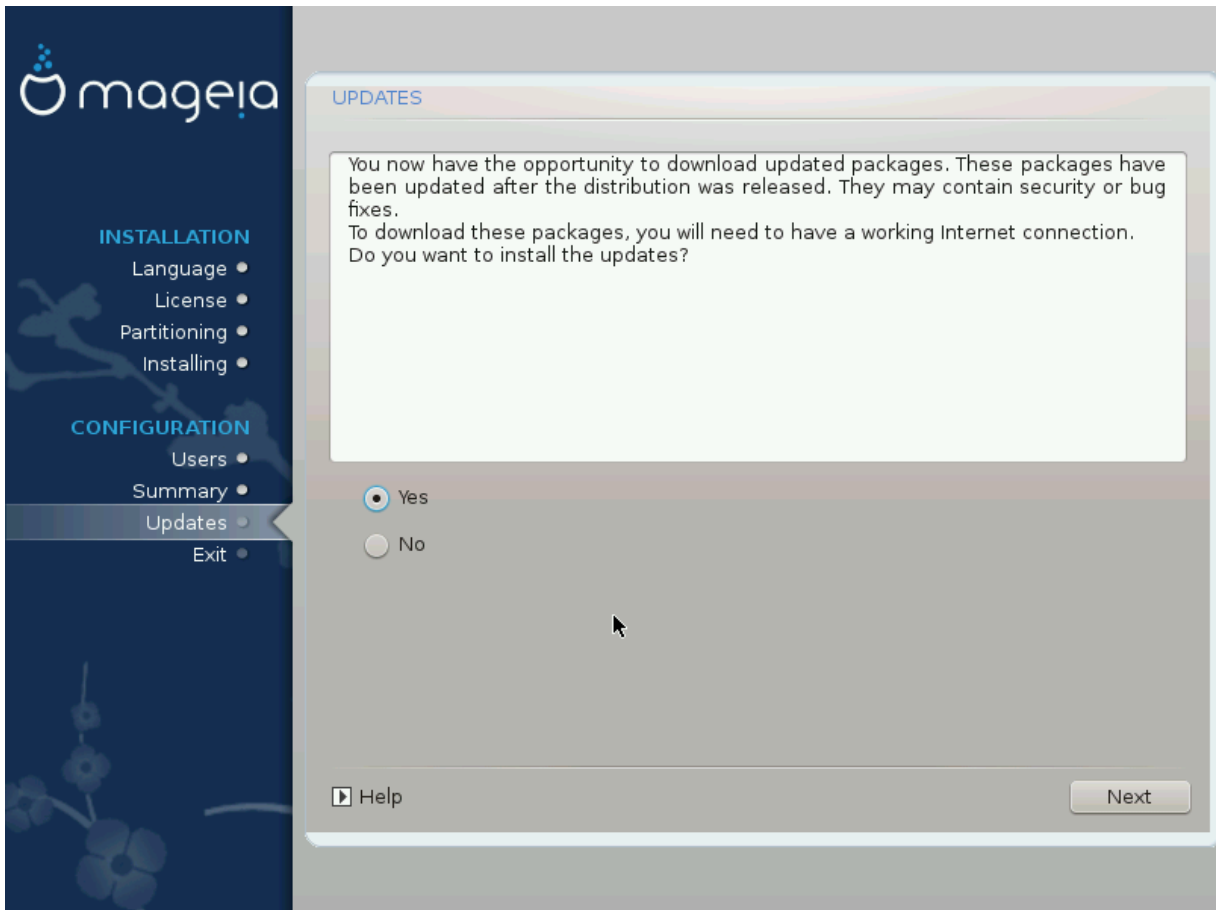 mageia
INSTALLATION
Language
License
Partitioning
Installing
CONFIGURATION
Users
Summary
Updates
Exit
UPDATES
You now have the opportunity to download updated packages. These packages have
been updated after the distribution was released. They may contain security or bug
fixes.
To download these packages, you will need to have a working Internet connection.
Do you want to install the updates?
Yes
No
Help
Next